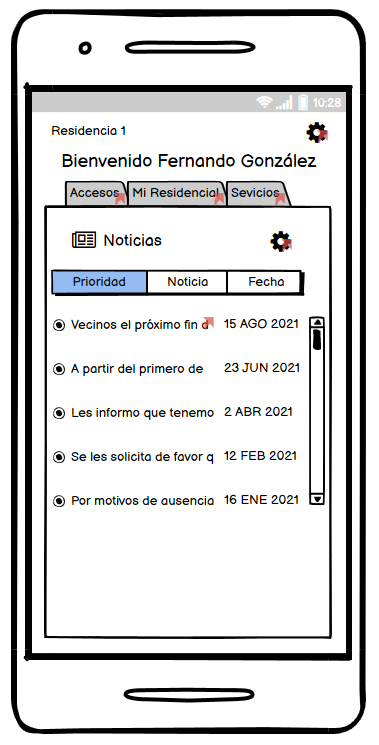 10:28
Residencia 1
Bienvenido Fernando González
Accesos Mi Residencial Sevicios
Noticias
Prioridad Noticia Fecha
Vecinos el próximo fin d 15 AGO 2021
A partir del primero de 23 JUN 2021
Les informo que tenemo 2 ABR 2021
Se les solicita de favor q 12 FEB 2021
Por motivos de ausencia 16 ENE 2021